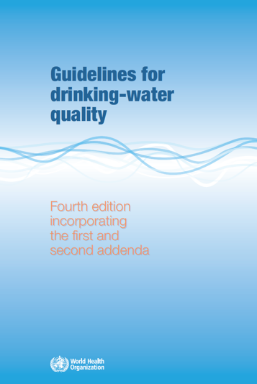 Guidelines for
drinking-water
quality
Fourth edition
incorporating
the first and
second addenda
World Health
Organization